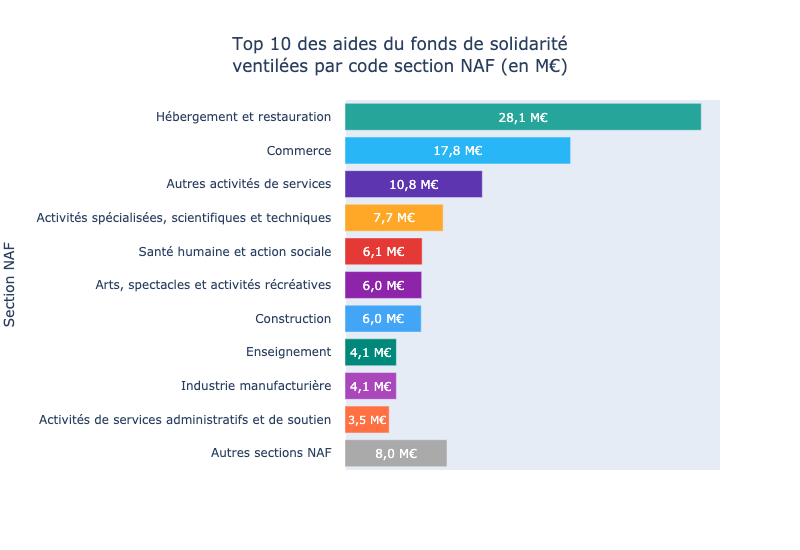 Top 10 des aides du fonds de solidarité
ventilées par code section NAF (en M€)
Section NAF
Hébergement et restauration 28,1 M€
Commerce 17,8 M€
Autres activités de services 10,8 M€
Activités spécialisées, scientifiques et techniques 7,7 M€
Santé humaine et action sociale 6,1 M€
Arts, spectacles et activités récréatives 6,0 M€
Construction 6,0 M€
Enseignement 4,1 M€
Industrie manufacturière 4,1 M€
Activités de services administratifs et de soutien 3,5 M€
Autres sections NAF 8,0 M€